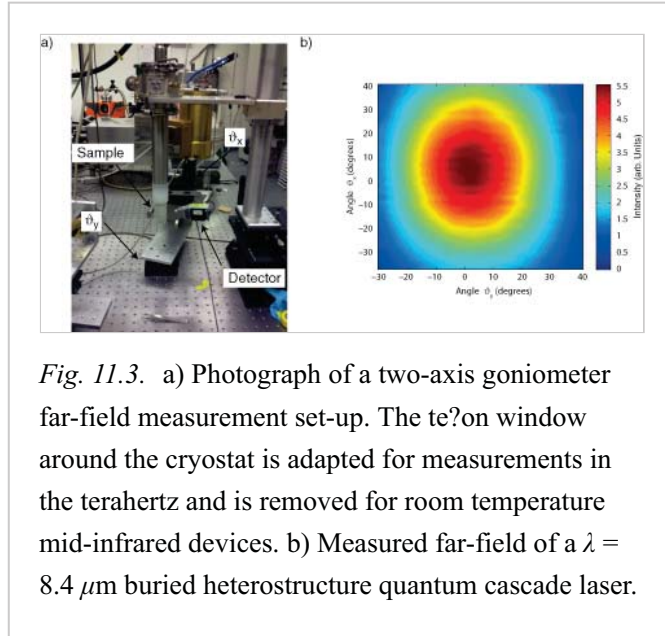 a)
b)
Sample
ϑx
ϑy
Detector
40
30
20
10
0
−10
−20
−30
Angle ϑx (degrees)
−30 −20 −10 0 10 20 30 40
Angle ϑy (degrees)
5.5
5
4.5
4
3.5
3
2.5
2
1.5
1
0.5
0
Intensity (arb. Units)
Fig. 11.3. a) Photograph of a two-axis goniometer
far-field measurement set-up. The te?on window
around the cryostat is adapted for measurements in
the terahertz and is removed for room temperature
mid-infrared devices. b) Measured far-field of a λ =
8.4 μm buried heterostructure quantum cascade laser.